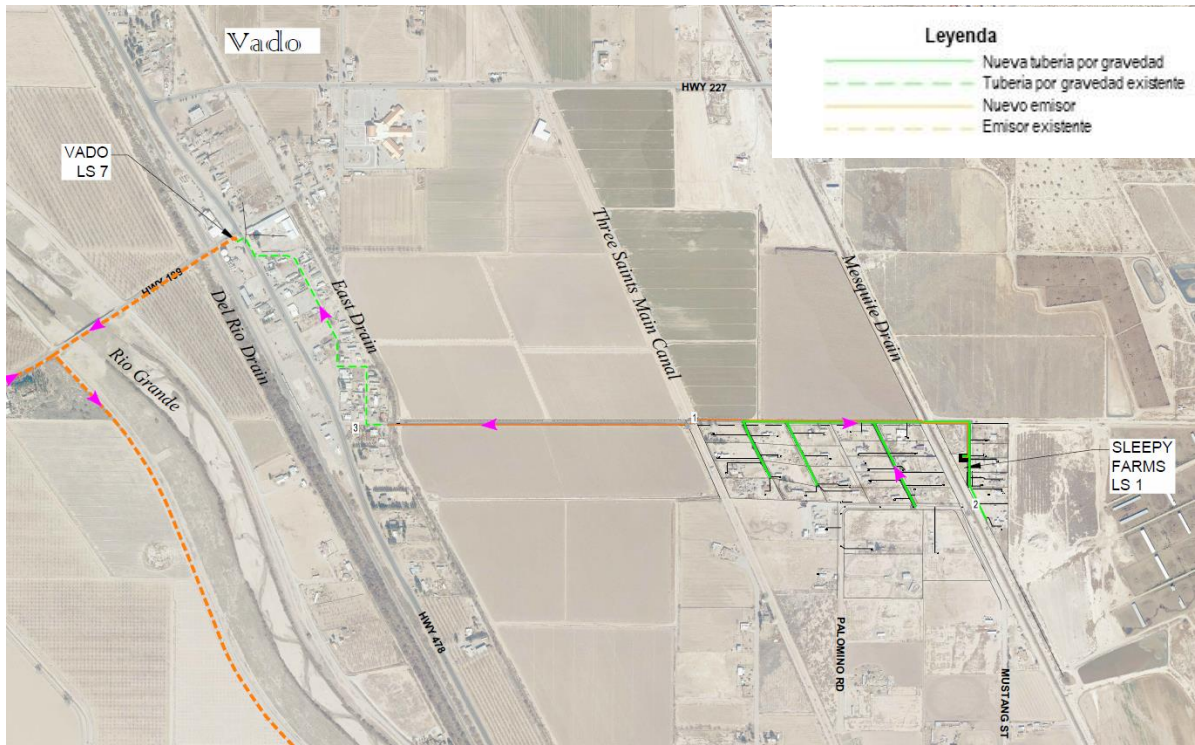 Vado
Leyenda
Nueva tubería por gravedad
Tubería por gravedad existente
Nuevo emisor
Emisor existente
HWY 227
VADO
LS 7
HWY 189
Del Rio Drain
East Drain
Rio Grande
Three Saints Main Canal
Mesquite Drain
1
3
2
SLEEPY
FARMS
LS 1
HWY 478
PALOMINO RD
MUSTANG ST